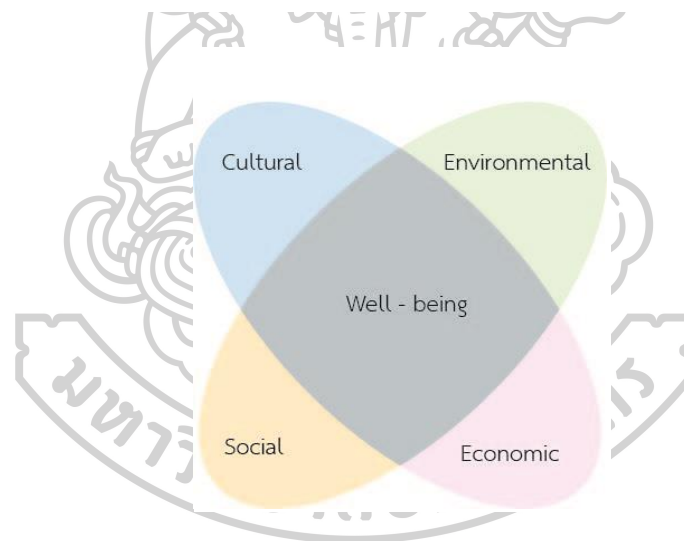 Cultural
Environmental
Well - being
Social
Economic